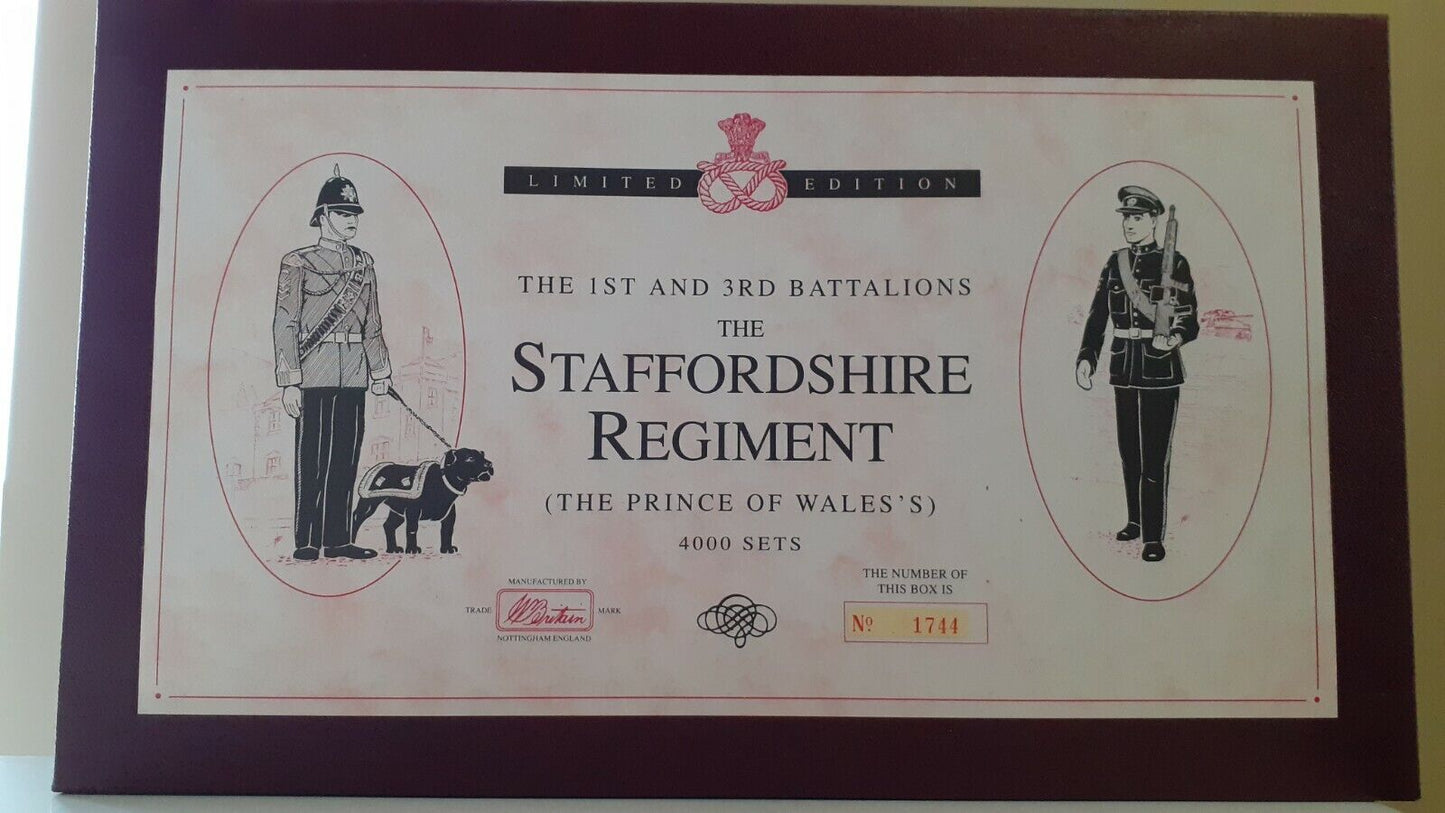 LIMITED EDITION
THE 1ST AND 3RD BATTALIONS
THE
STAFFORDSHIRE
REGIMENT
(THE PRINCE OF WALES'S)
4000 SETS
MANUFACTURED BY
TRADE WBritain MARK
NOTTINGHAM ENGLAND
THE NUMBER OF
THIS BOX IS
Nº 1744